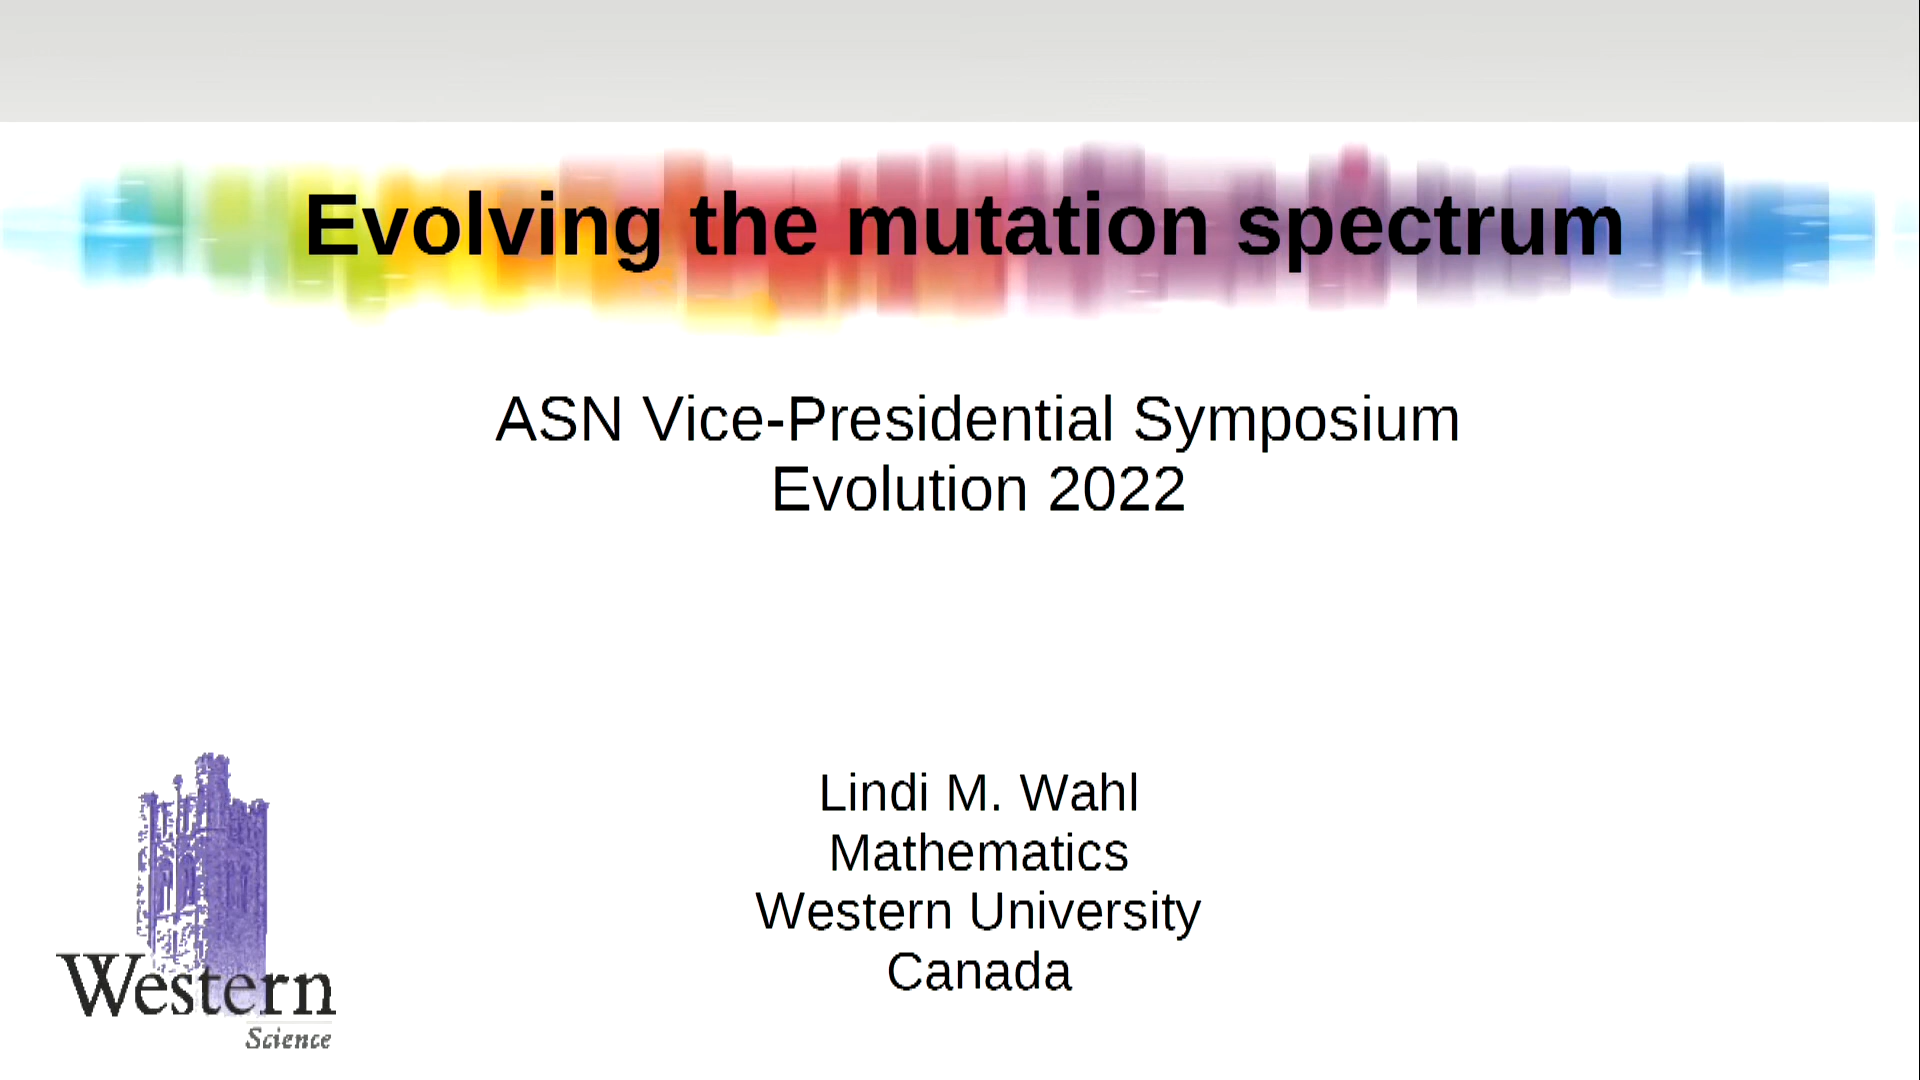 Evolving the mutation spectrum
ASN Vice-Presidential Symposium
Evolution 2022
Lindi M. Wahl
Mathematics
Western University
Canada
Western
Science